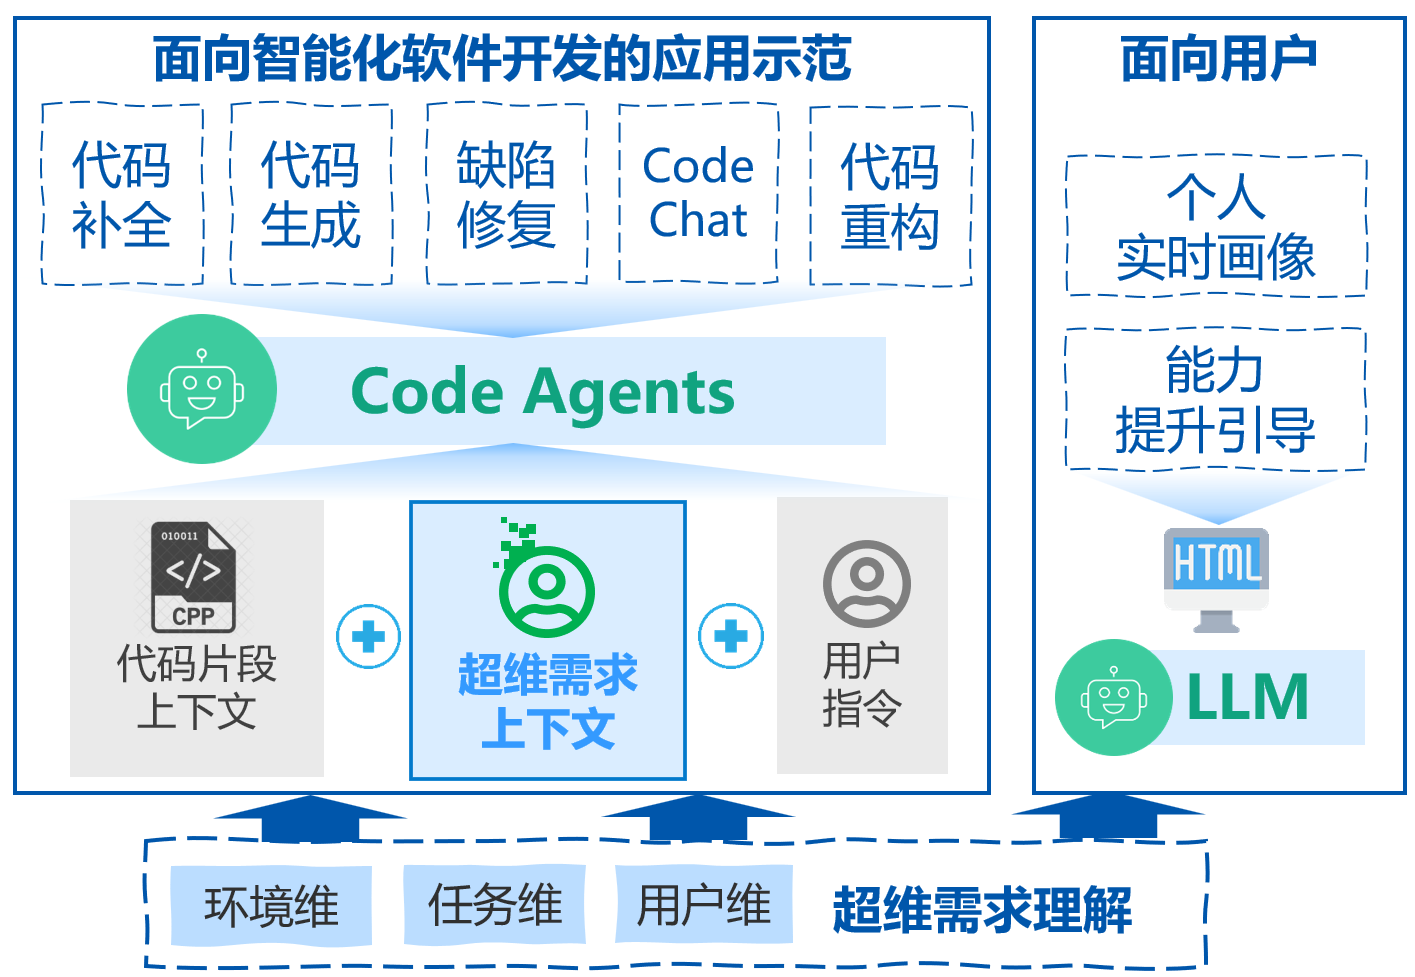 面向智能化软件开发的应用示范
代码
补全
代码
生成
缺陷
修复
Code
Chat
代码
重构
Code Agents
010011
</>
CPP
代码片段
上下文
超维需求
上下文
用户
指令
面向用户
个人
实时画像
能力
提升引导
HTML
LLM
环境维
任务维
用户维
超维需求理解